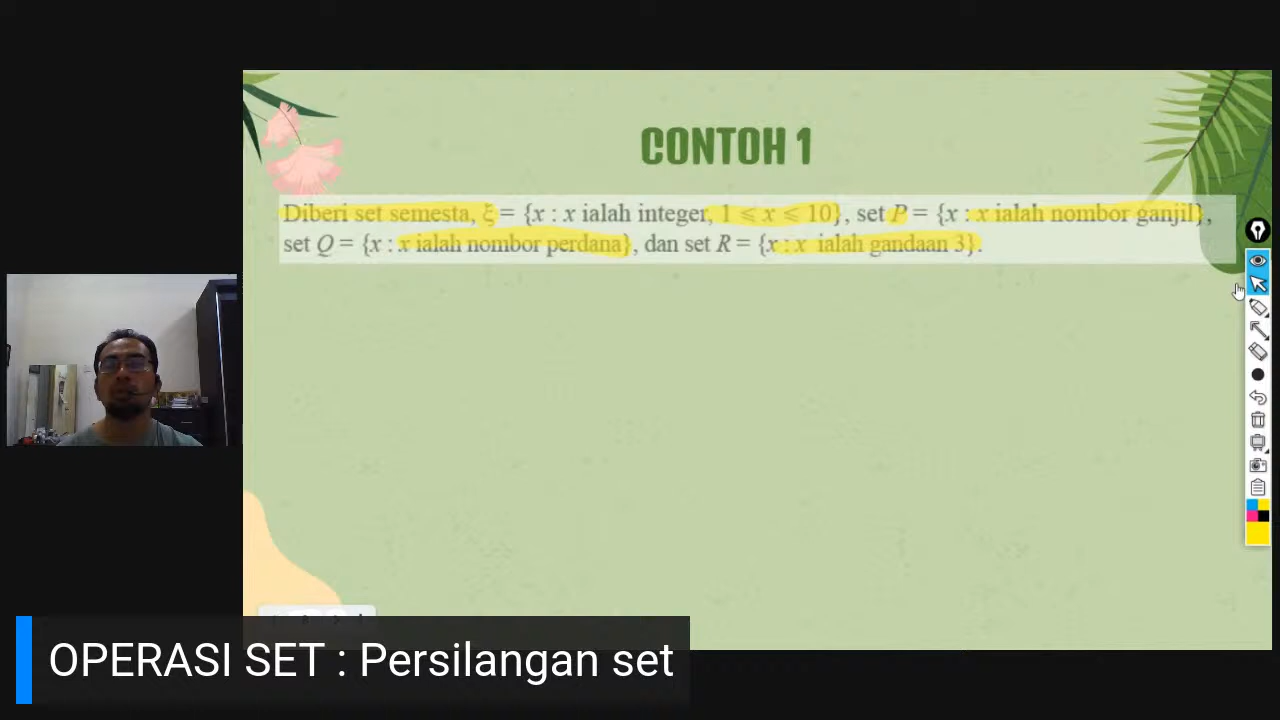 CONTOH 1
Diberi set semesta, ξ = {x : x ialah integer, 1 ⩽ x ⩽ 10}, set P = {x : x ialah nombor ganjil},
set Q = {x : x ialah nombor perdana}, dan set R = {x : x ialah gandaan 3}.
OPERASI SET : Persilangan set